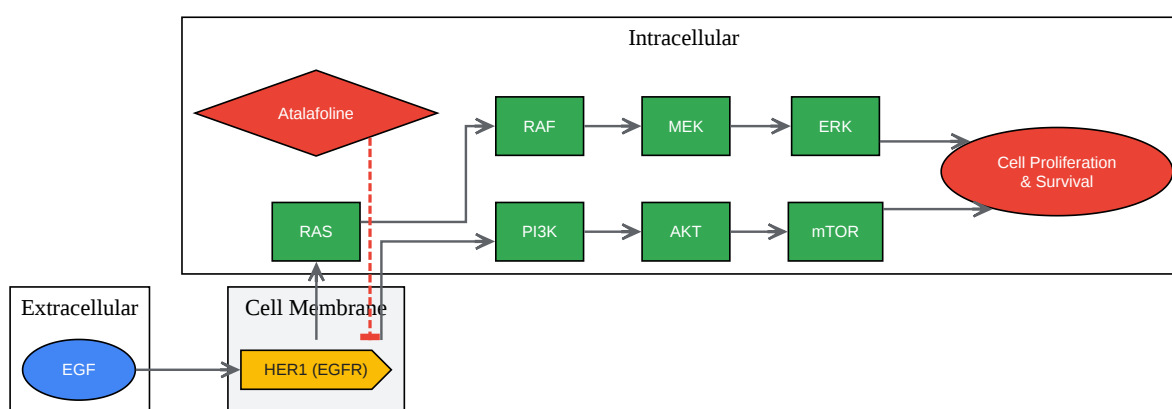 Intracellular
Atalafoline
RAF
MEK
ERK
Cell Proliferation
& Survival
RAS
PI3K
AKT
mTOR
Extracellular
Cell Membrane
EGF
HER1 (EGFR)